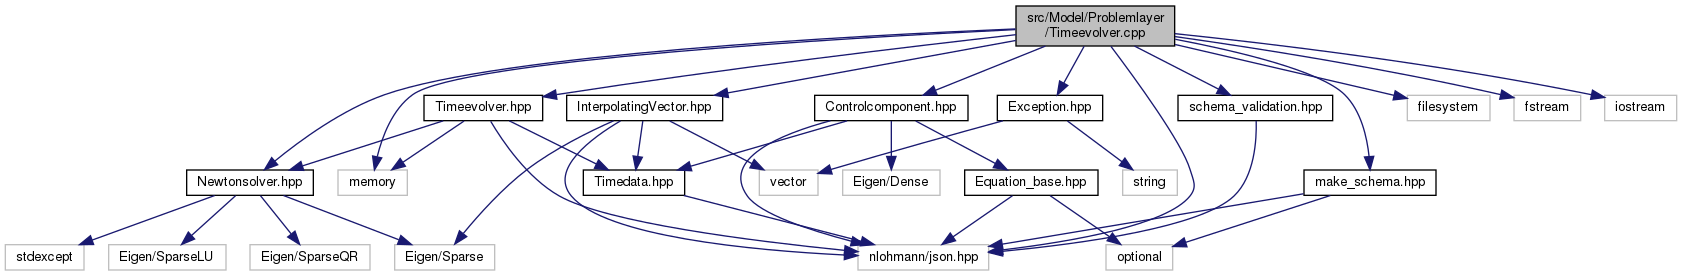 src/Model/Problemlayer
/Timeevolver.cpp
Timeevolver.hpp
InterpolatingVector.hpp
Controlcomponent.hpp
Exception.hpp
schema_validation.hpp
filesystem
fstream
iostream
Newtonsolver.hpp
memory
Timedata.hpp
vector
Eigen/Dense
Equation_base.hpp
string
make_schema.hpp
stdexcept
Eigen/SparseLU
Eigen/SparseQR
Eigen/Sparse
nlohmann/json.hpp
optional